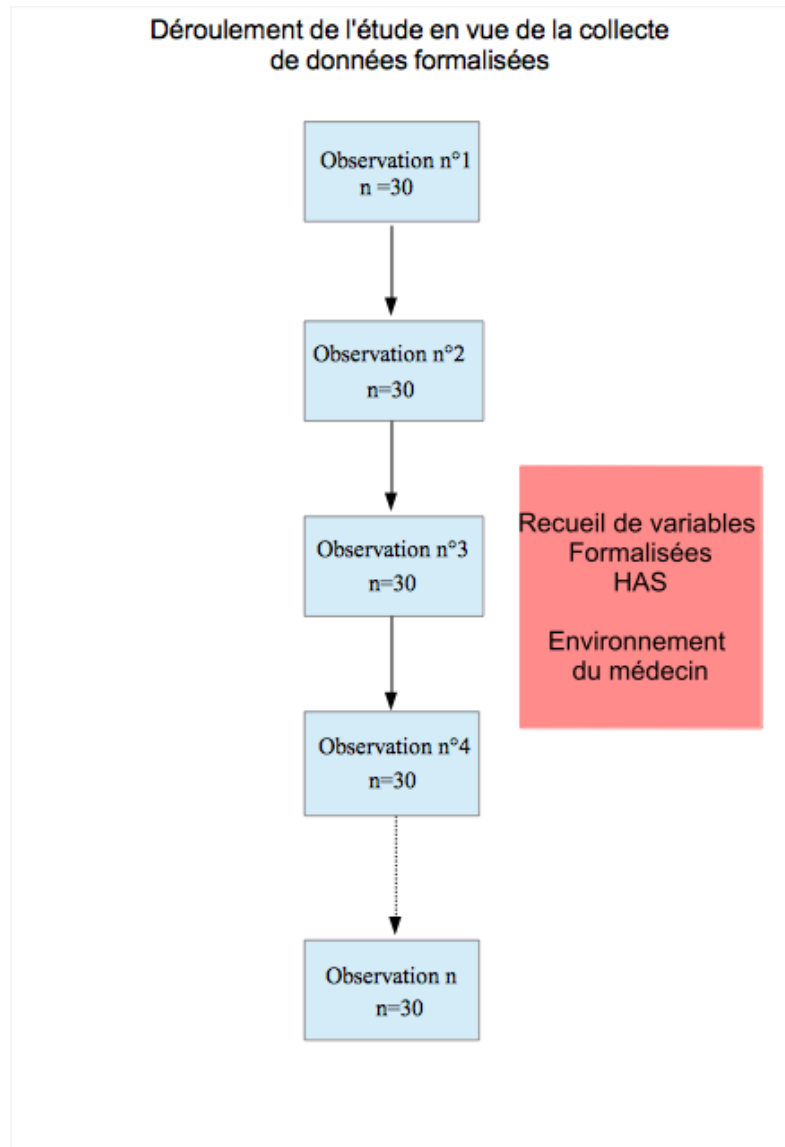 Déroulement de l'étude en vue de la collecte
de données formalisées
Observation n°1
n =30
Observation n°2
n=30
Observation n°3
n=30
Recueil de variables
Formalisées
HAS
Environnement
du médecin
Observation n°4
n=30
Observation n
n=30